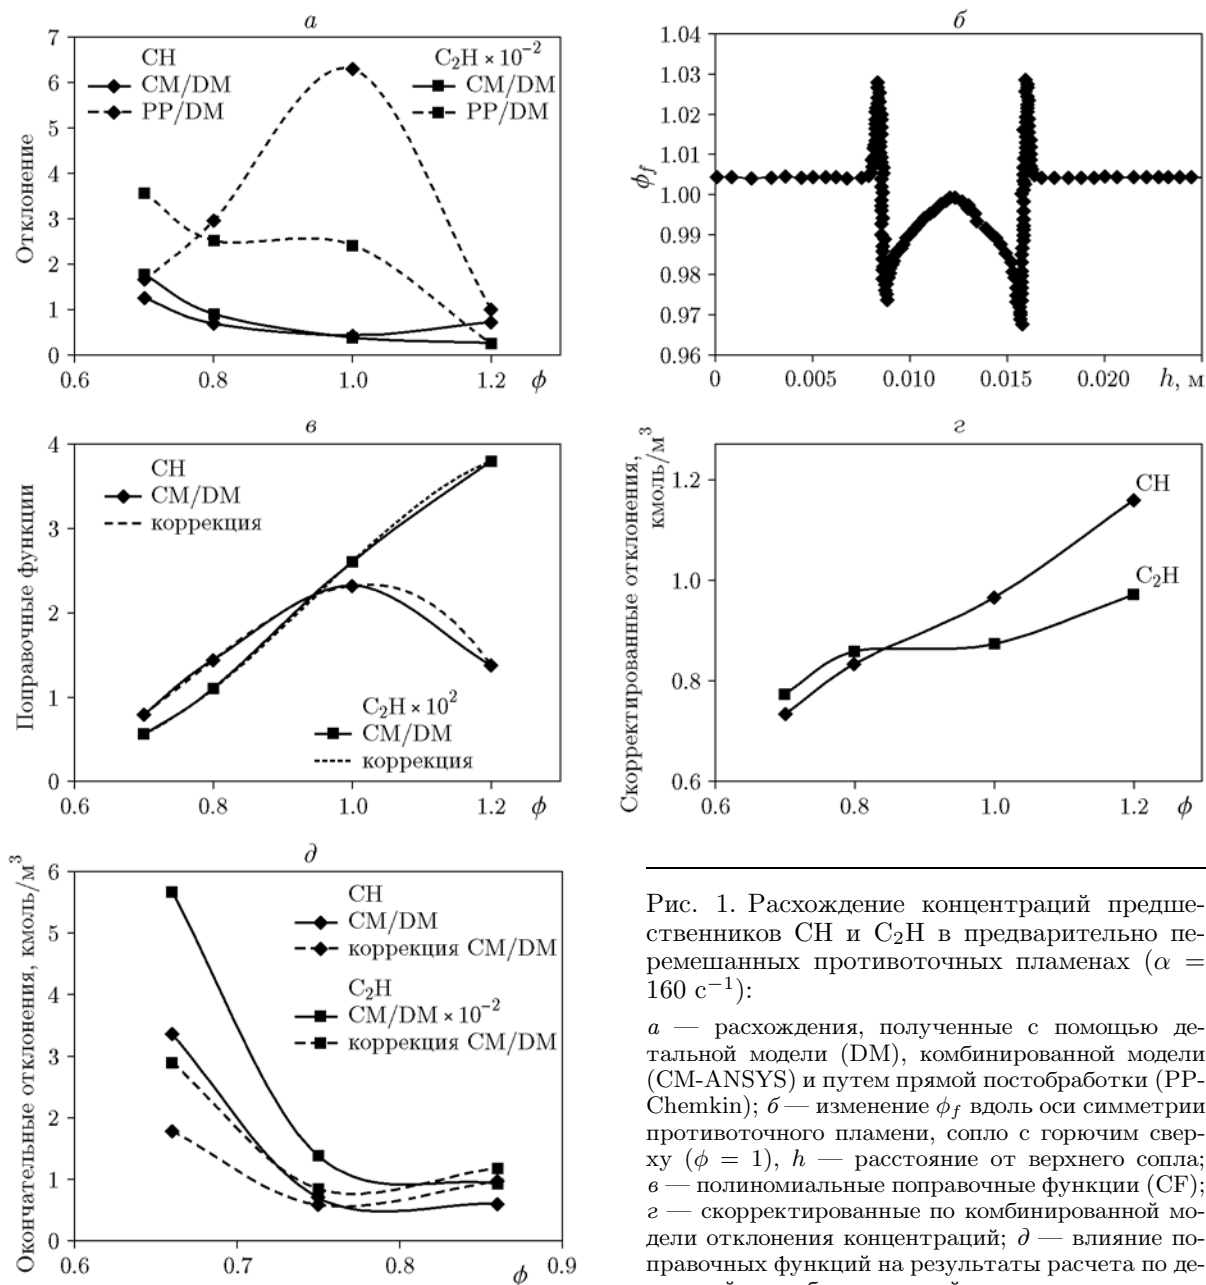 а
Отклонение
7
6
5
4
3
2
1
0
0.6
0.8
1.0
1.2
ϕ
CH
CM/DM
PP/DM
C₂H × 10⁻²
CM/DM
PP/DM
б
ϕ_f
1.04
1.03
1.02
1.01
1.00
0.99
0.98
0.97
0.96
0
0.005
0.010
0.015
0.020
h, м
в
Поправочные функции
4
3
2
1
0
0.6
0.8
1.0
1.2
ϕ
CH
CM/DM
коррекция
C₂H × 10²
CM/DM
коррекция
г
Скорректированные отклонения,
кмоль/м³
1.2
1.0
0.8
0.6
0.6
0.8
1.0
1.2
ϕ
CH
C₂H
д
Окончательные отклонения, кмоль/м³
6
5
4
3
2
1
0
0.6
0.7
0.8
0.9
ϕ
CH
CM/DM
коррекция CM/DM
C₂H
CM/DM × 10⁻²
коррекция CM/DM
Рис. 1. Расхождение концентраций предше-
ственников CH и C₂H в предварительно пе-
ремешанных противоточных пламенах (α =
160 с⁻¹):
а — расхождения, полученные с помощью де-
тальной модели (DM), комбинированной модели
(CM-ANSYS) и путем прямой постобработки (PP-
Chemkin); б — изменение ϕ_f вдоль оси симметрии
противоточного пламени, сопло с горючим свер-
ху (ϕ = 1), h — расстояние от верхнего сопла;
в — полиномиальные поправочные функции (CF);
г — скорректированные по комбинированной мо-
дели отклонения концентраций; д — влияние по-
правочных функций на результаты расчета по де-